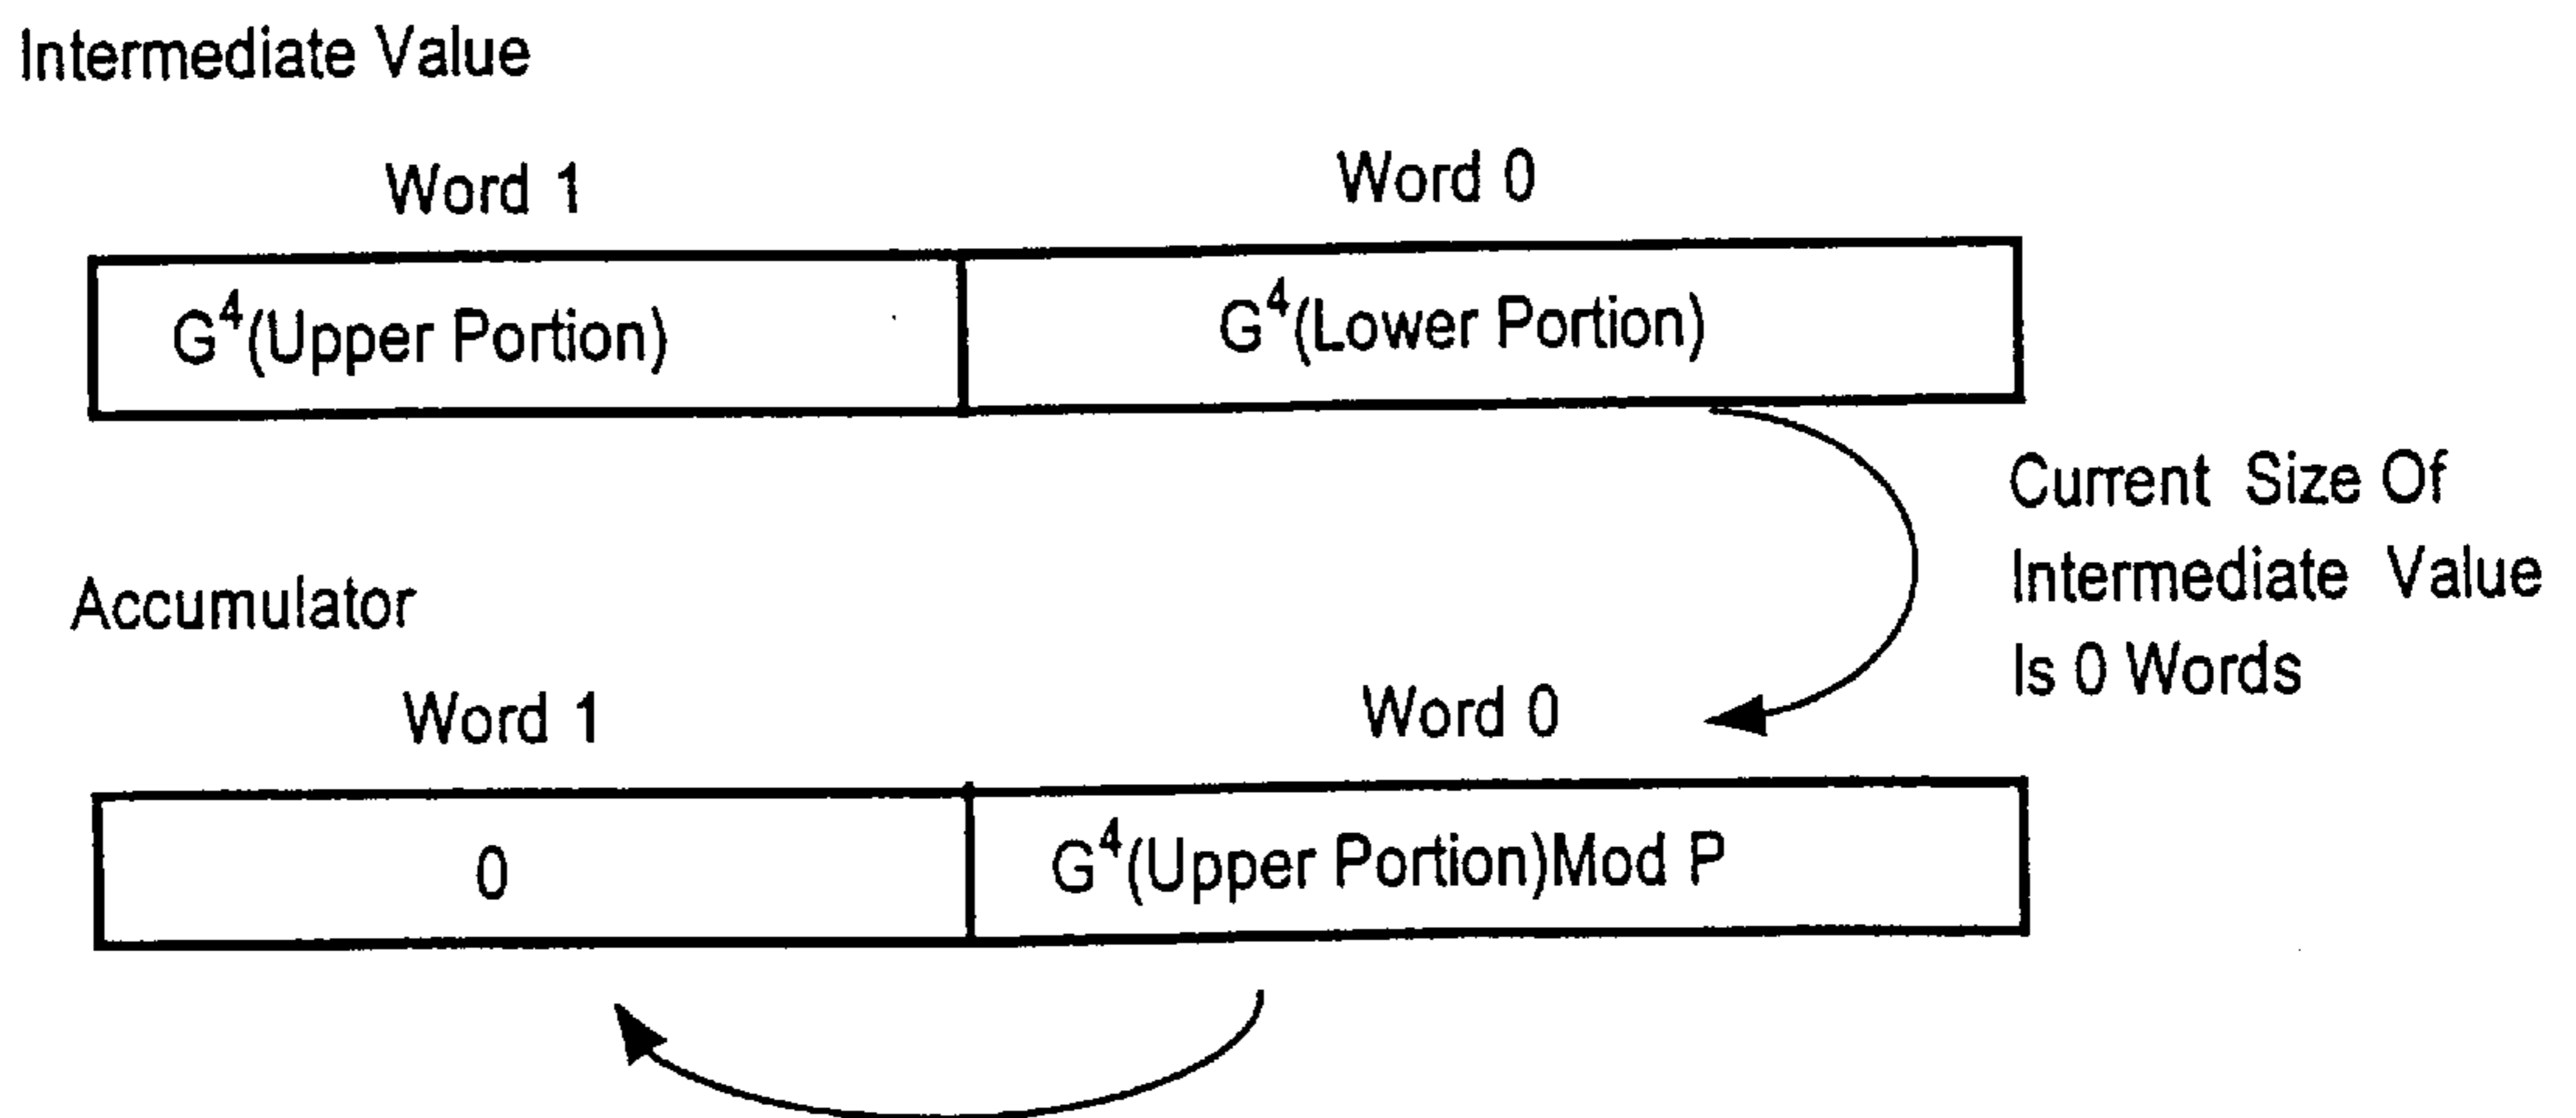 Intermediate Value
Word 1 Word 0
G⁴(Upper Portion) G⁴(Lower Portion)
Current Size Of
Intermediate Value
Is 0 Words
Accumulator
Word 1 Word 0
0 G⁴(Upper Portion)Mod P